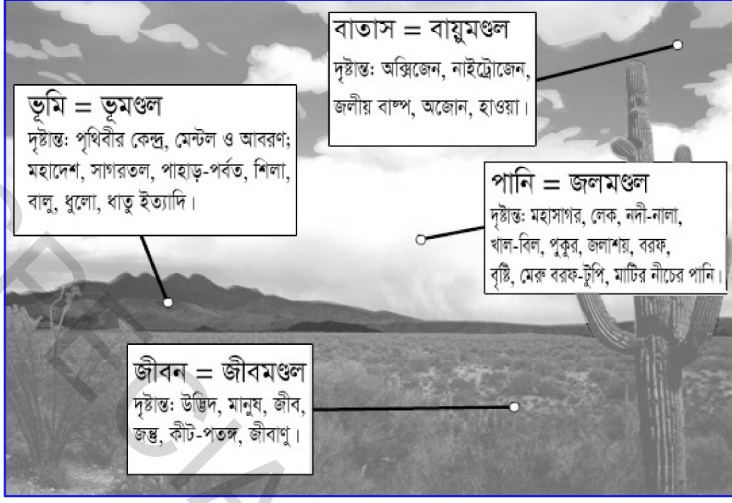 বাতাস = বায়ুমণ্ডল
দৃষ্টান্ত: অক্সিজেন, নাইট্রোজেন,
জলীয় বাষ্প, অজোন, হাওয়া।
ভূমি = ভূমণ্ডল
দৃষ্টান্ত: পৃথিবীর কেন্দ্র, মেন্টল ও আবরণ;
মহাদেশ, সাগরতল, পাহাড়-পর্বত, শিলা,
বালু, ধুলো, ধাতু ইত্যাদি।
পানি = জলমণ্ডল
দৃষ্টান্ত: মহাসাগর, লেক, নদী-নালা,
খাল-বিল, পুকুর, জলাশয়, বরফ,
বৃষ্টি, মেরু বরফ-টুপি, মাটির নীচের পানি।
জীবন = জীবমণ্ডল
দৃষ্টান্ত: উদ্ভিদ, মানুষ, জীব,
জন্তু, কীট-পতঙ্গ, জীবাণু।